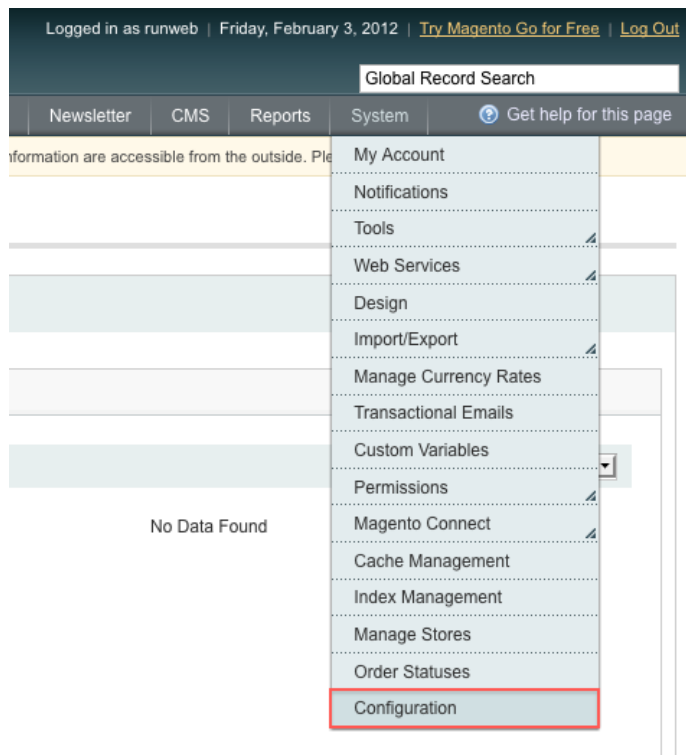 Logged in as runweb | Friday, February 3, 2012 | Try Magento Go for Free | Log Out
Global Record Search
Newsletter CMS Reports System Get help for this page
nformation are accessible from the outside.
My Account
Notifications
Tools
Web Services
Design
Import/Export
Manage Currency Rates
Transactional Emails
Custom Variables
Permissions
No Data Found
Magento Connect
Cache Management
Index Management
Manage Stores
Order Statuses
Configuration